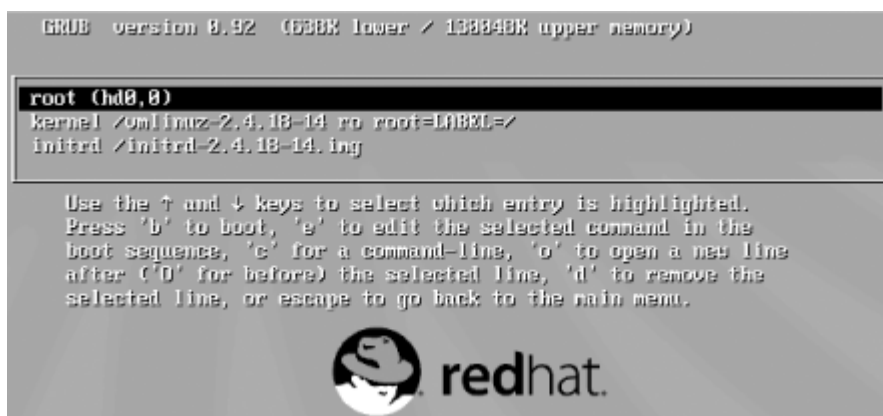 GRUB version 0.92 (638K lower / 130048K upper memory)
root (hd0,0)
kernel /vmlinuz-2.4.18-14 ro root=LABEL=/
initrd /initrd-2.4.18-14.img
Use the ↑ and ↓ keys to select which entry is highlighted.
Press 'b' to boot, 'e' to edit the selected command in the
boot sequence, 'c' for a command-line, 'o' to open a new line
after ('O' for before) the selected line, 'd' to remove the
selected line, or escape to go back to the main menu.
redhat.